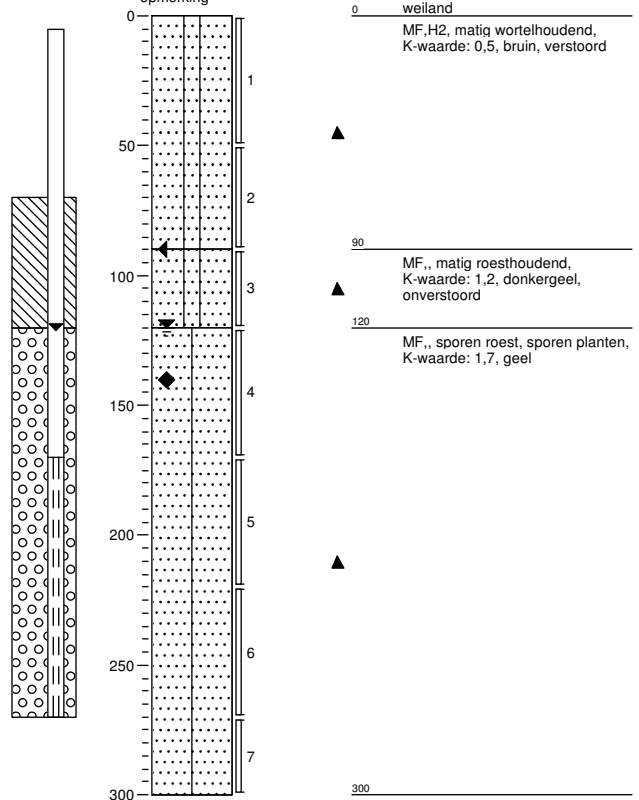 opmerking
0
50
100
150
200
250
300
1
2
3
4
5
6
7
0 weiland
MF,H2, matig wortelhoudend,
K-waarde: 0,5, bruin, verstoord
90
MF,, matig roesthoudend,
K-waarde: 1,2, donkergeel,
onverstoord
120
MF,, sporen roest, sporen planten,
K-waarde: 1,7, geel
300